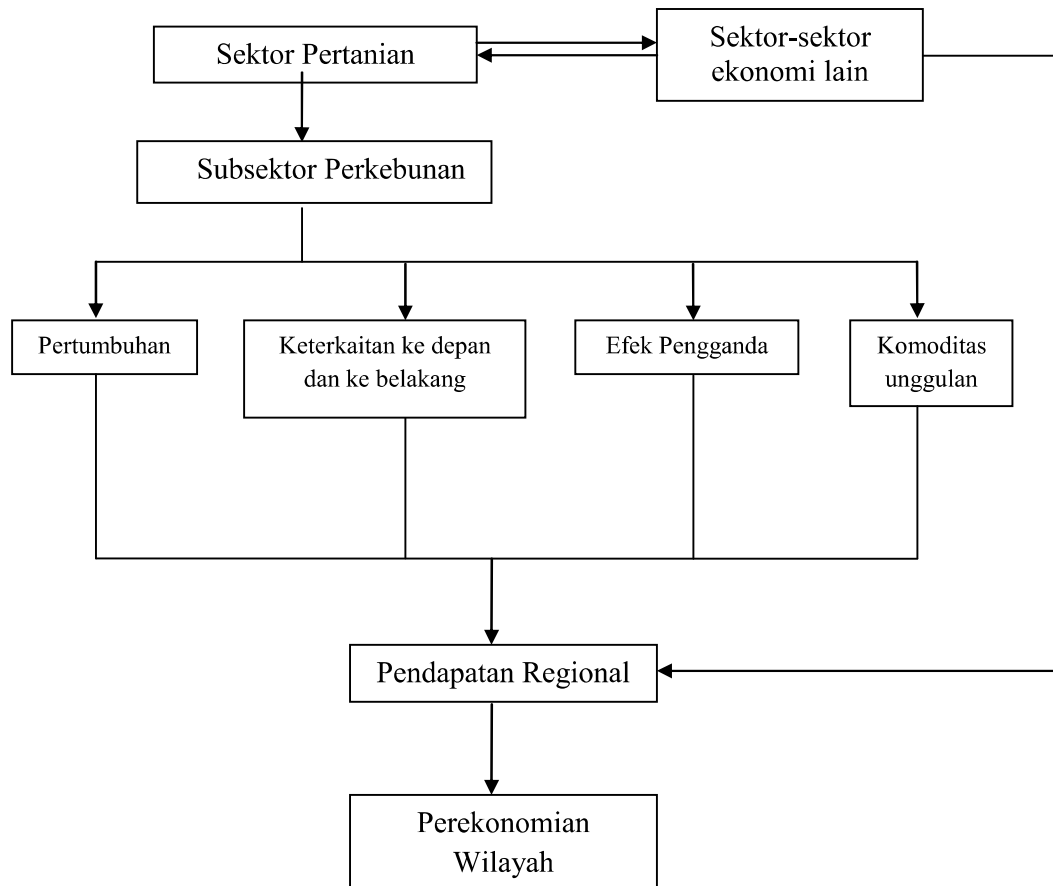 Sektor Pertanian
Sektor-sektor
ekonomi lain
Subsektor Perkebunan
Pertumbuhan
Keterkaitan ke depan
dan ke belakang
Efek Pengganda
Komoditas
unggulan
Pendapatan Regional
Perekonomian
Wilayah